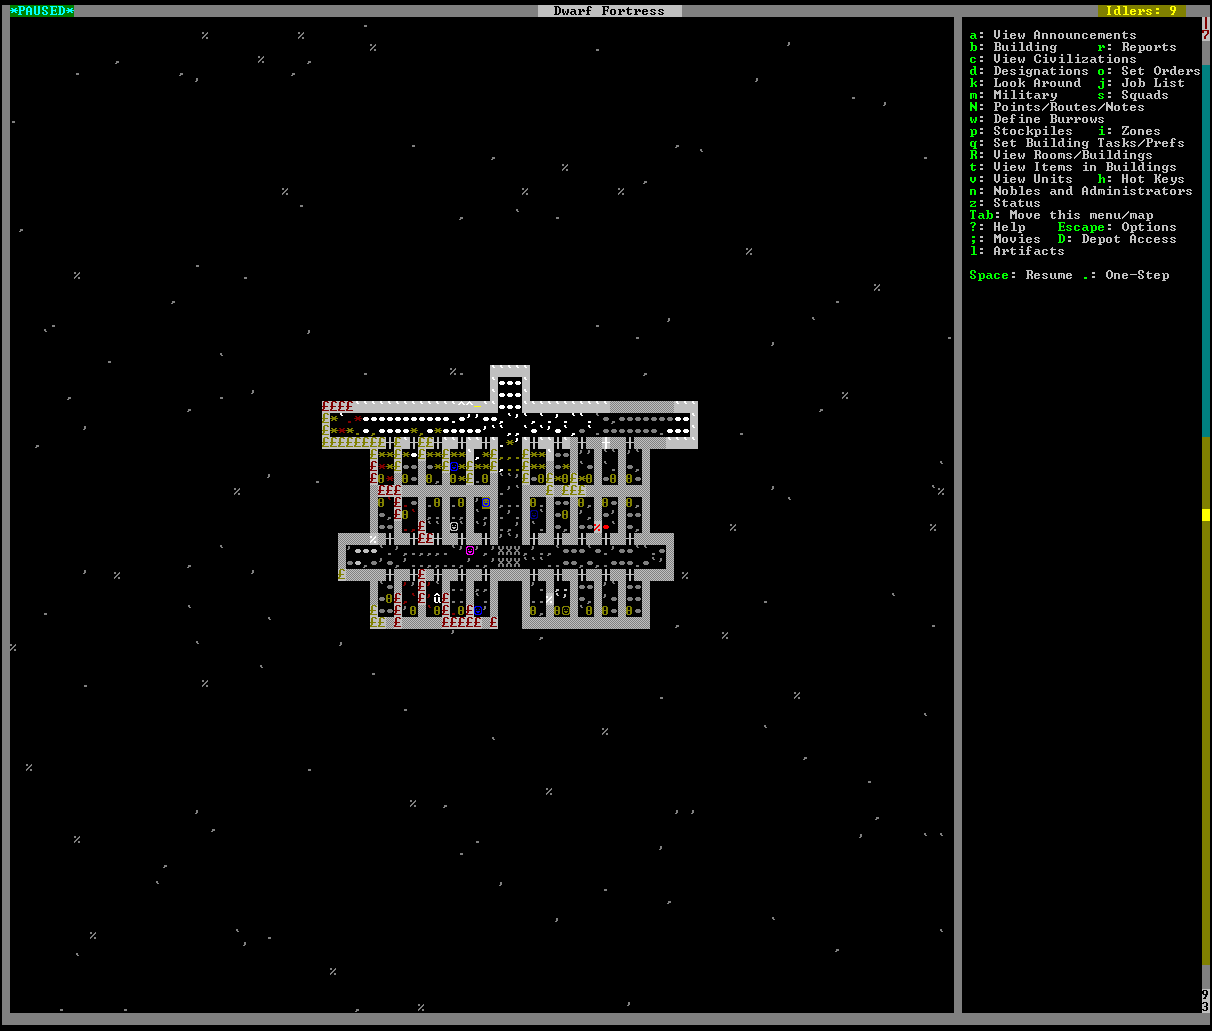 *PAUSED* Dwarf Fortress Idlers: 9
a: View Announcements
b: Building r: Reports
c: View Civilizations
d: Designations o: Set Orders
k: Look Around j: Job List
m: Military s: Squads
N: Points/Routes/Notes
w: Define Burrows
p: Stockpiles i: Zones
q: Set Building Tasks/Prefs
R: View Rooms/Buildings
t: View Items in Buildings
v: View Units h: Hot Keys
n: Nobles and Administrators
z: Status
Tab: Move this menu/map
?: Help Escape: Options
;: Movies D: Depot Access
l: Artifacts
Space: Resume .: One-Step
93